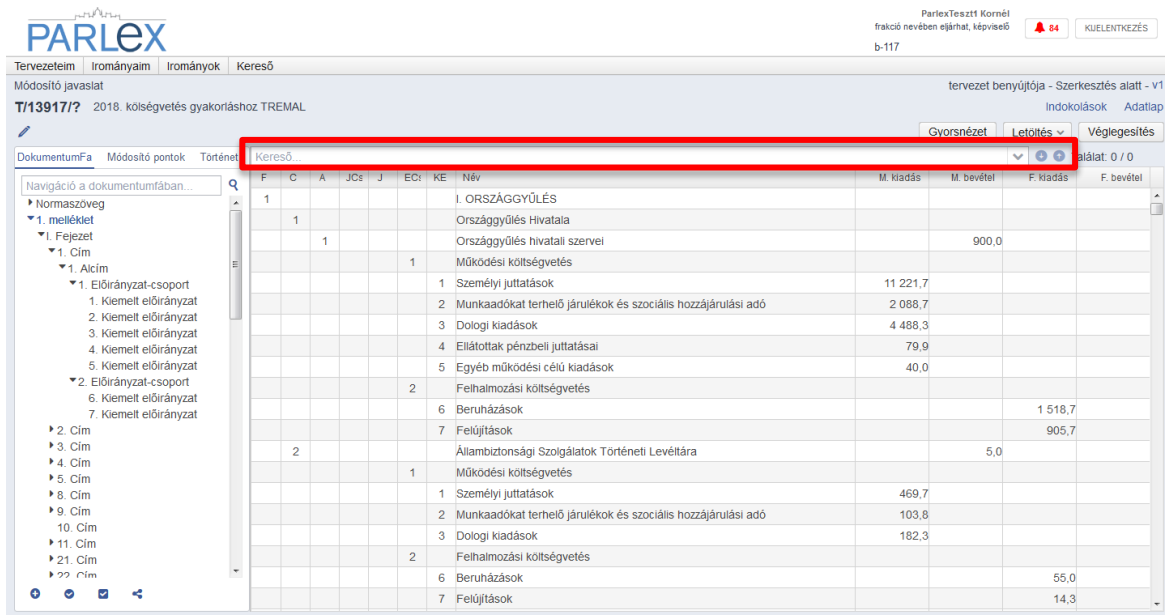 PARLEX
ParlexTeszt1 Kornél
frakció nevében eljárhat, képviselő
b-117
84
KIJELENTKEZÉS
Tervezeteim Irományaim Irományok Kereső
Módosító javaslat
tervezet benyújtója - Szerkesztés alatt - v1
T/13917/? 2018. kölségvetés gyakorláshoz TREMAL
Indokolások Adatlap
Gyorsnézet Letöltés Véglegesítés
DokumentumFa Módosító pontok Történet
Kereső...
alálat: 0 / 0
Navigáció a dokumentumfában...
Normaszöveg
1. melléklet
I. Fejezet
1. Cím
1. Alcím
1. Előirányzat-csoport
1. Kiemelt előirányzat
2. Kiemelt előirányzat
3. Kiemelt előirányzat
4. Kiemelt előirányzat
5. Kiemelt előirányzat
2. Előirányzat-csoport
6. Kiemelt előirányzat
7. Kiemelt előirányzat
2. Cím
3. Cím
4. Cím
5. Cím
8. Cím
9. Cím
10. Cím
11. Cím
21. Cím
22. Cím
F C A JCs J ECs KE Név M. kiadás M. bevétel F. kiadás F. bevétel
1 I. ORSZÁGGYŰLÉS
1 Országgyűlés Hivatala
1 Országgyűlés hivatali szervei 900,0
1 Működési költségvetés
1 Személyi juttatások 11 221,7
2 Munkaadókat terhelő járulékok és szociális hozzájárulási adó 2 088,7
3 Dologi kiadások 4 488,3
4 Ellátottak pénzbeli juttatásai 79,9
5 Egyéb működési célú kiadások 40,0
2 Felhalmozási költségvetés
6 Beruházások 1 518,7
7 Felújítások 905,7
2 Állambiztonsági Szolgálatok Történeti Levéltára 5,0
1 Működési költségvetés
1 Személyi juttatások 469,7
2 Munkaadókat terhelő járulékok és szociális hozzájárulási adó 103,8
3 Dologi kiadások 182,3
2 Felhalmozási költségvetés
6 Beruházások 55,0
7 Felújítások 14,3